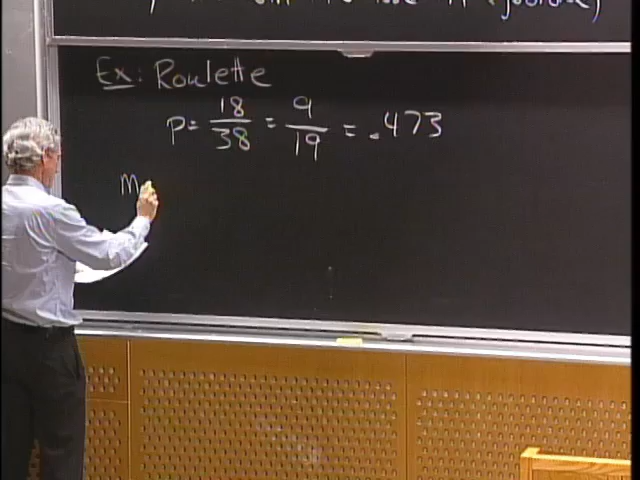 Ex: Roulette
p = 18/38 = 9/19 = .473
m